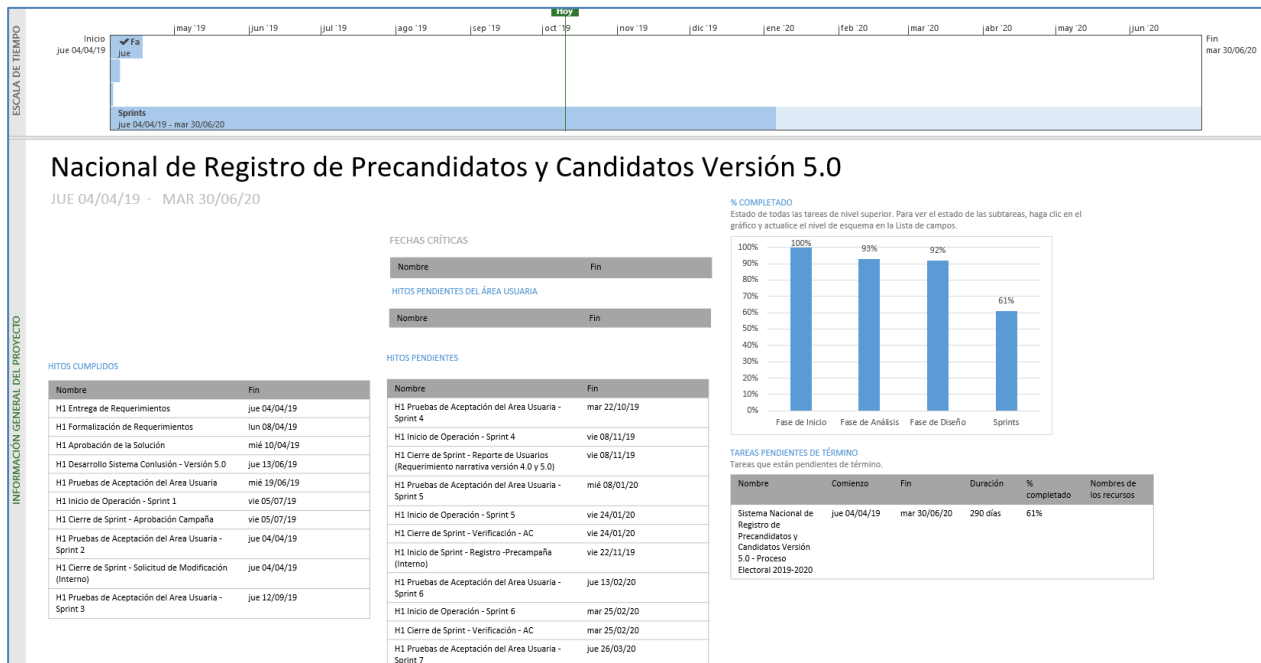 ESCALA DE TIEMPO
Hoy
may '19
jun '19
jul '19
ago '19
sep '19
oct '19
nov '19
dic '19
ene '20
feb '20
mar '20
abr '20
may '20
jun '20
Inicio
jue 04/04/19
✔ Fa
jue
Sprints
jue 04/04/19 - mar 30/06/20
Fin
mar 30/06/20
INFORMACIÓN GENERAL DEL PROYECTO
Nacional de Registro de Precandidatos y Candidatos Versión 5.0
JUE 04/04/19 - MAR 30/06/20
HITOS CUMPLIDOS
Nombre Fin
H1 Entrega de Requerimientos jue 04/04/19
H1 Formalización de Requerimientos lun 08/04/19
H1 Aprobación de la Solución mié 10/04/19
H1 Desarrollo Sistema Conlusión - Versión 5.0 jue 13/06/19
H1 Pruebas de Aceptación del Area Usuaria mié 19/06/19
H1 Inicio de Operación - Sprint 1 vie 05/07/19
H1 Cierre de Sprint - Aprobación Campaña vie 05/07/19
H1 Pruebas de Aceptación del Area Usuaria - jue 04/04/19
Sprint 2
H1 Cierre de Sprint - Solicitud de Modificación jue 04/04/19
(Interno)
H1 Pruebas de Aceptación del Area Usuaria - jue 12/09/19
Sprint 3
FECHAS CRÍTICAS
Nombre Fin
HITOS PENDIENTES DEL ÁREA USUARIA
Nombre Fin
HITOS PENDIENTES
Nombre Fin
H1 Pruebas de Aceptación del Area Usuaria - mar 22/10/19
Sprint 4
H1 Inicio de Operación - Sprint 4 vie 08/11/19
H1 Cierre de Sprint - Reporte de Usuarios vie 08/11/19
(Requerimiento narrativa versión 4.0 y 5.0)
H1 Pruebas de Aceptación del Area Usuaria - mié 08/01/20
Sprint 5
H1 Inicio de Operación - Sprint 5 vie 24/01/20
H1 Cierre de Sprint - Verificación - AC vie 24/01/20
H1 Inicio de Sprint - Registro -Precampaña vie 22/11/19
(Interno)
H1 Pruebas de Aceptación del Area Usuaria - jue 13/02/20
Sprint 6
H1 Inicio de Operación - Sprint 6 mar 25/02/20
H1 Cierre de Sprint - Verificación - AC mar 25/02/20
H1 Pruebas de Aceptación del Area Usuaria - jue 26/03/20
Sprint 7
% COMPLETADO
Estado de todas las tareas de nivel superior. Para ver el estado de las subtareas, haga clic en el
gráfico y actualice el nivel de esquema en la Lista de campos.
100%
90%
80%
70%
60%
50%
40%
30%
20%
10%
0%
100%
93%
92%
61%
Fase de Inicio Fase de Análisis Fase de Diseño Sprints
TAREAS PENDIENTES DE TÉRMINO
Tareas que están pendientes de término.
Nombre Comienzo Fin Duración % Nombres de
completado los recursos
Sistema Nacional de jue 04/04/19 mar 30/06/20 290 días 61%
Registro de
Precandidatos y
Candidatos Versión
5.0 - Proceso
Electoral 2019-2020